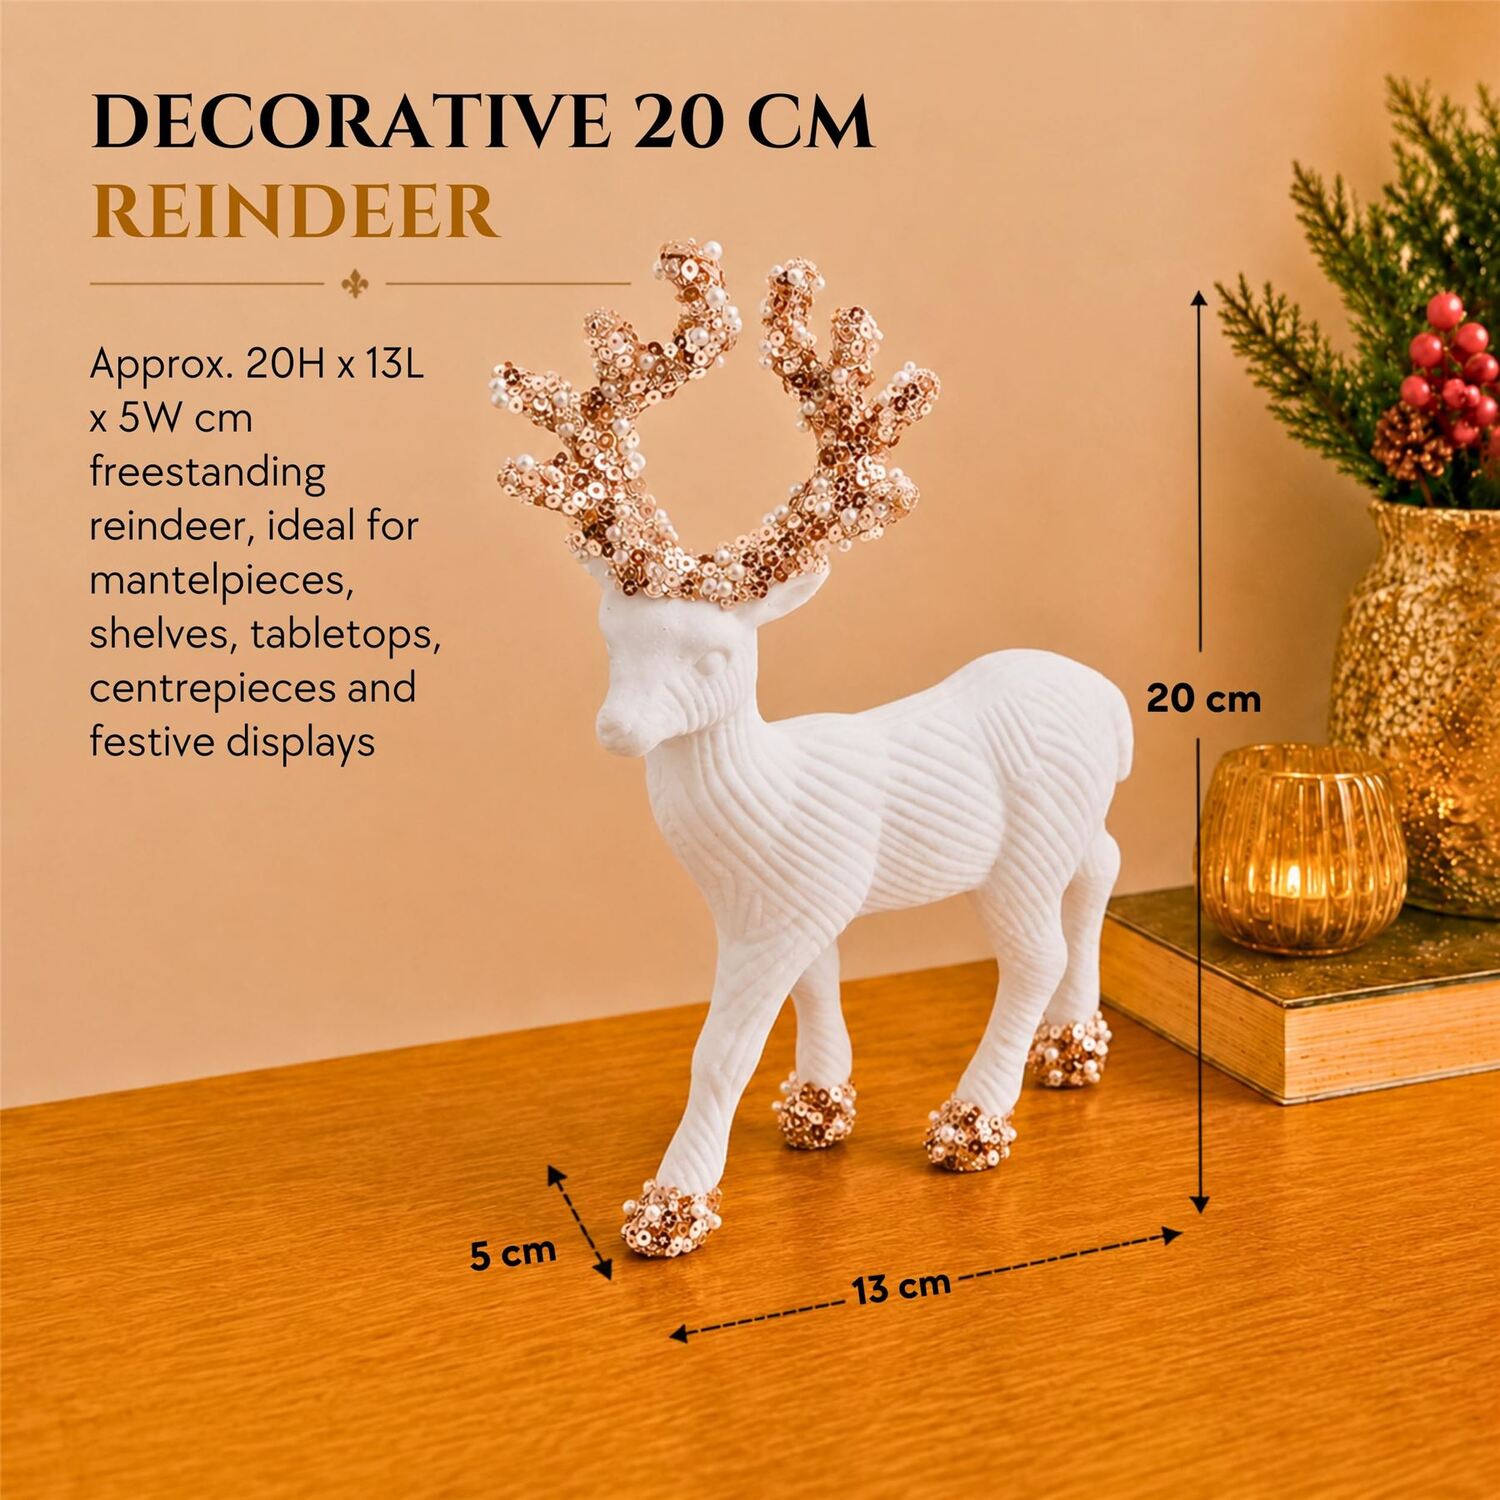 DECORATIVE 20 CM
REINDEER
Approx. 20H x 13L
x 5W cm
freestanding
reindeer, ideal for
mantelpieces,
shelves, tabletops,
centrepieces and
festive displays
20 cm
5 cm
13 cm